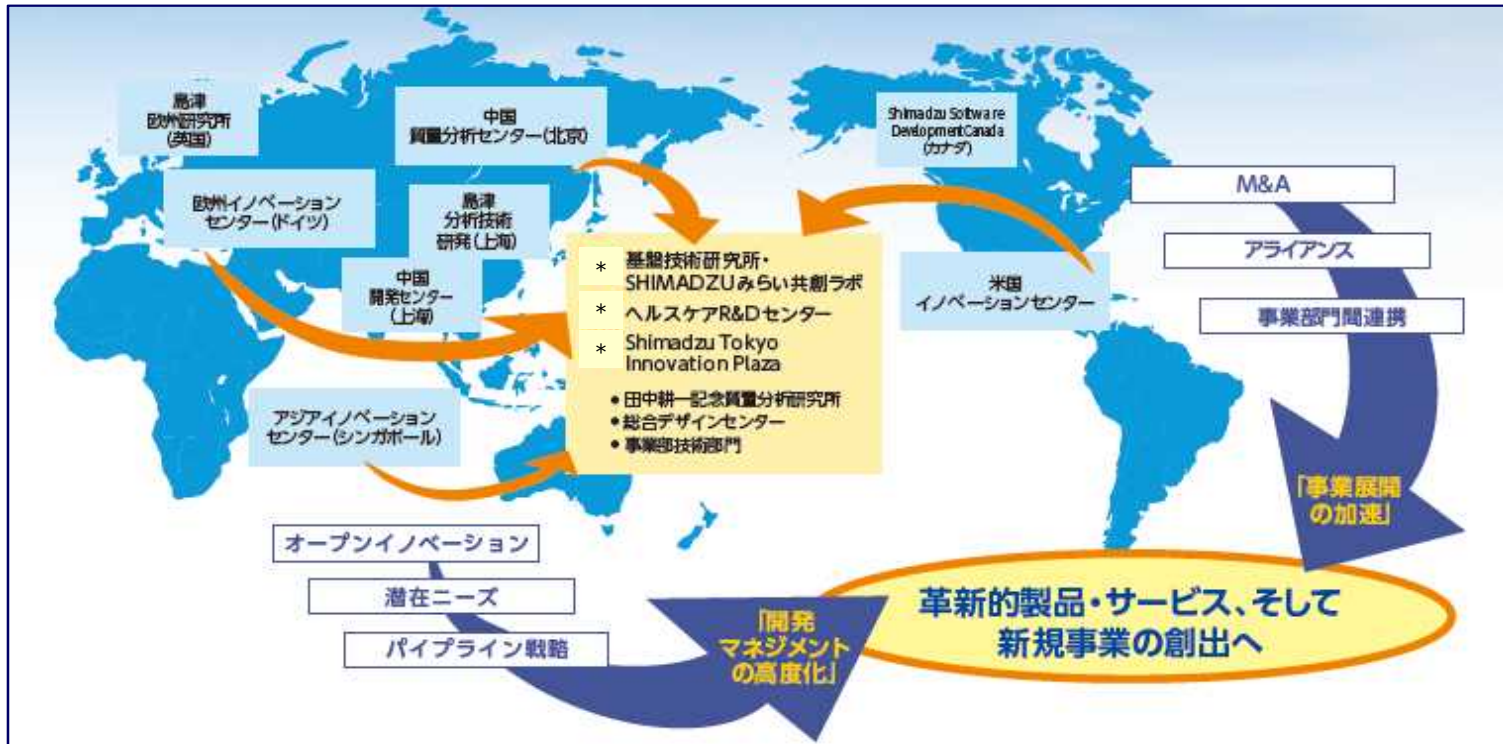 島津
欧州研究所
(英国)
中国
質量分析センター(北京)
Shimadzu Software
Development Canada
(カナダ)
欧州イノベーション
センター(ドイツ)
島津
分析技術
研発(上海)
中国
開発センター
(上海)
アジアイノベーション
センター(シンガポール)
* 基盤技術研究所・
SHIMADZUみらい共創ラボ
* ヘルスケアR&Dセンター
* Shimadzu Tokyo
Innovation Plaza
• 田中耕一記念質量分析研究所
• 総合デザインセンター
• 事業部技術部門
米国
イノベーションセンター
M&A
アライアンス
事業部門間連携
「事業展開
の加速」
オープンイノベーション
潜在ニーズ
パイプライン戦略
「開発
マネジメント
の高度化」
革新的製品・サービス、そして
新規事業の創出へ